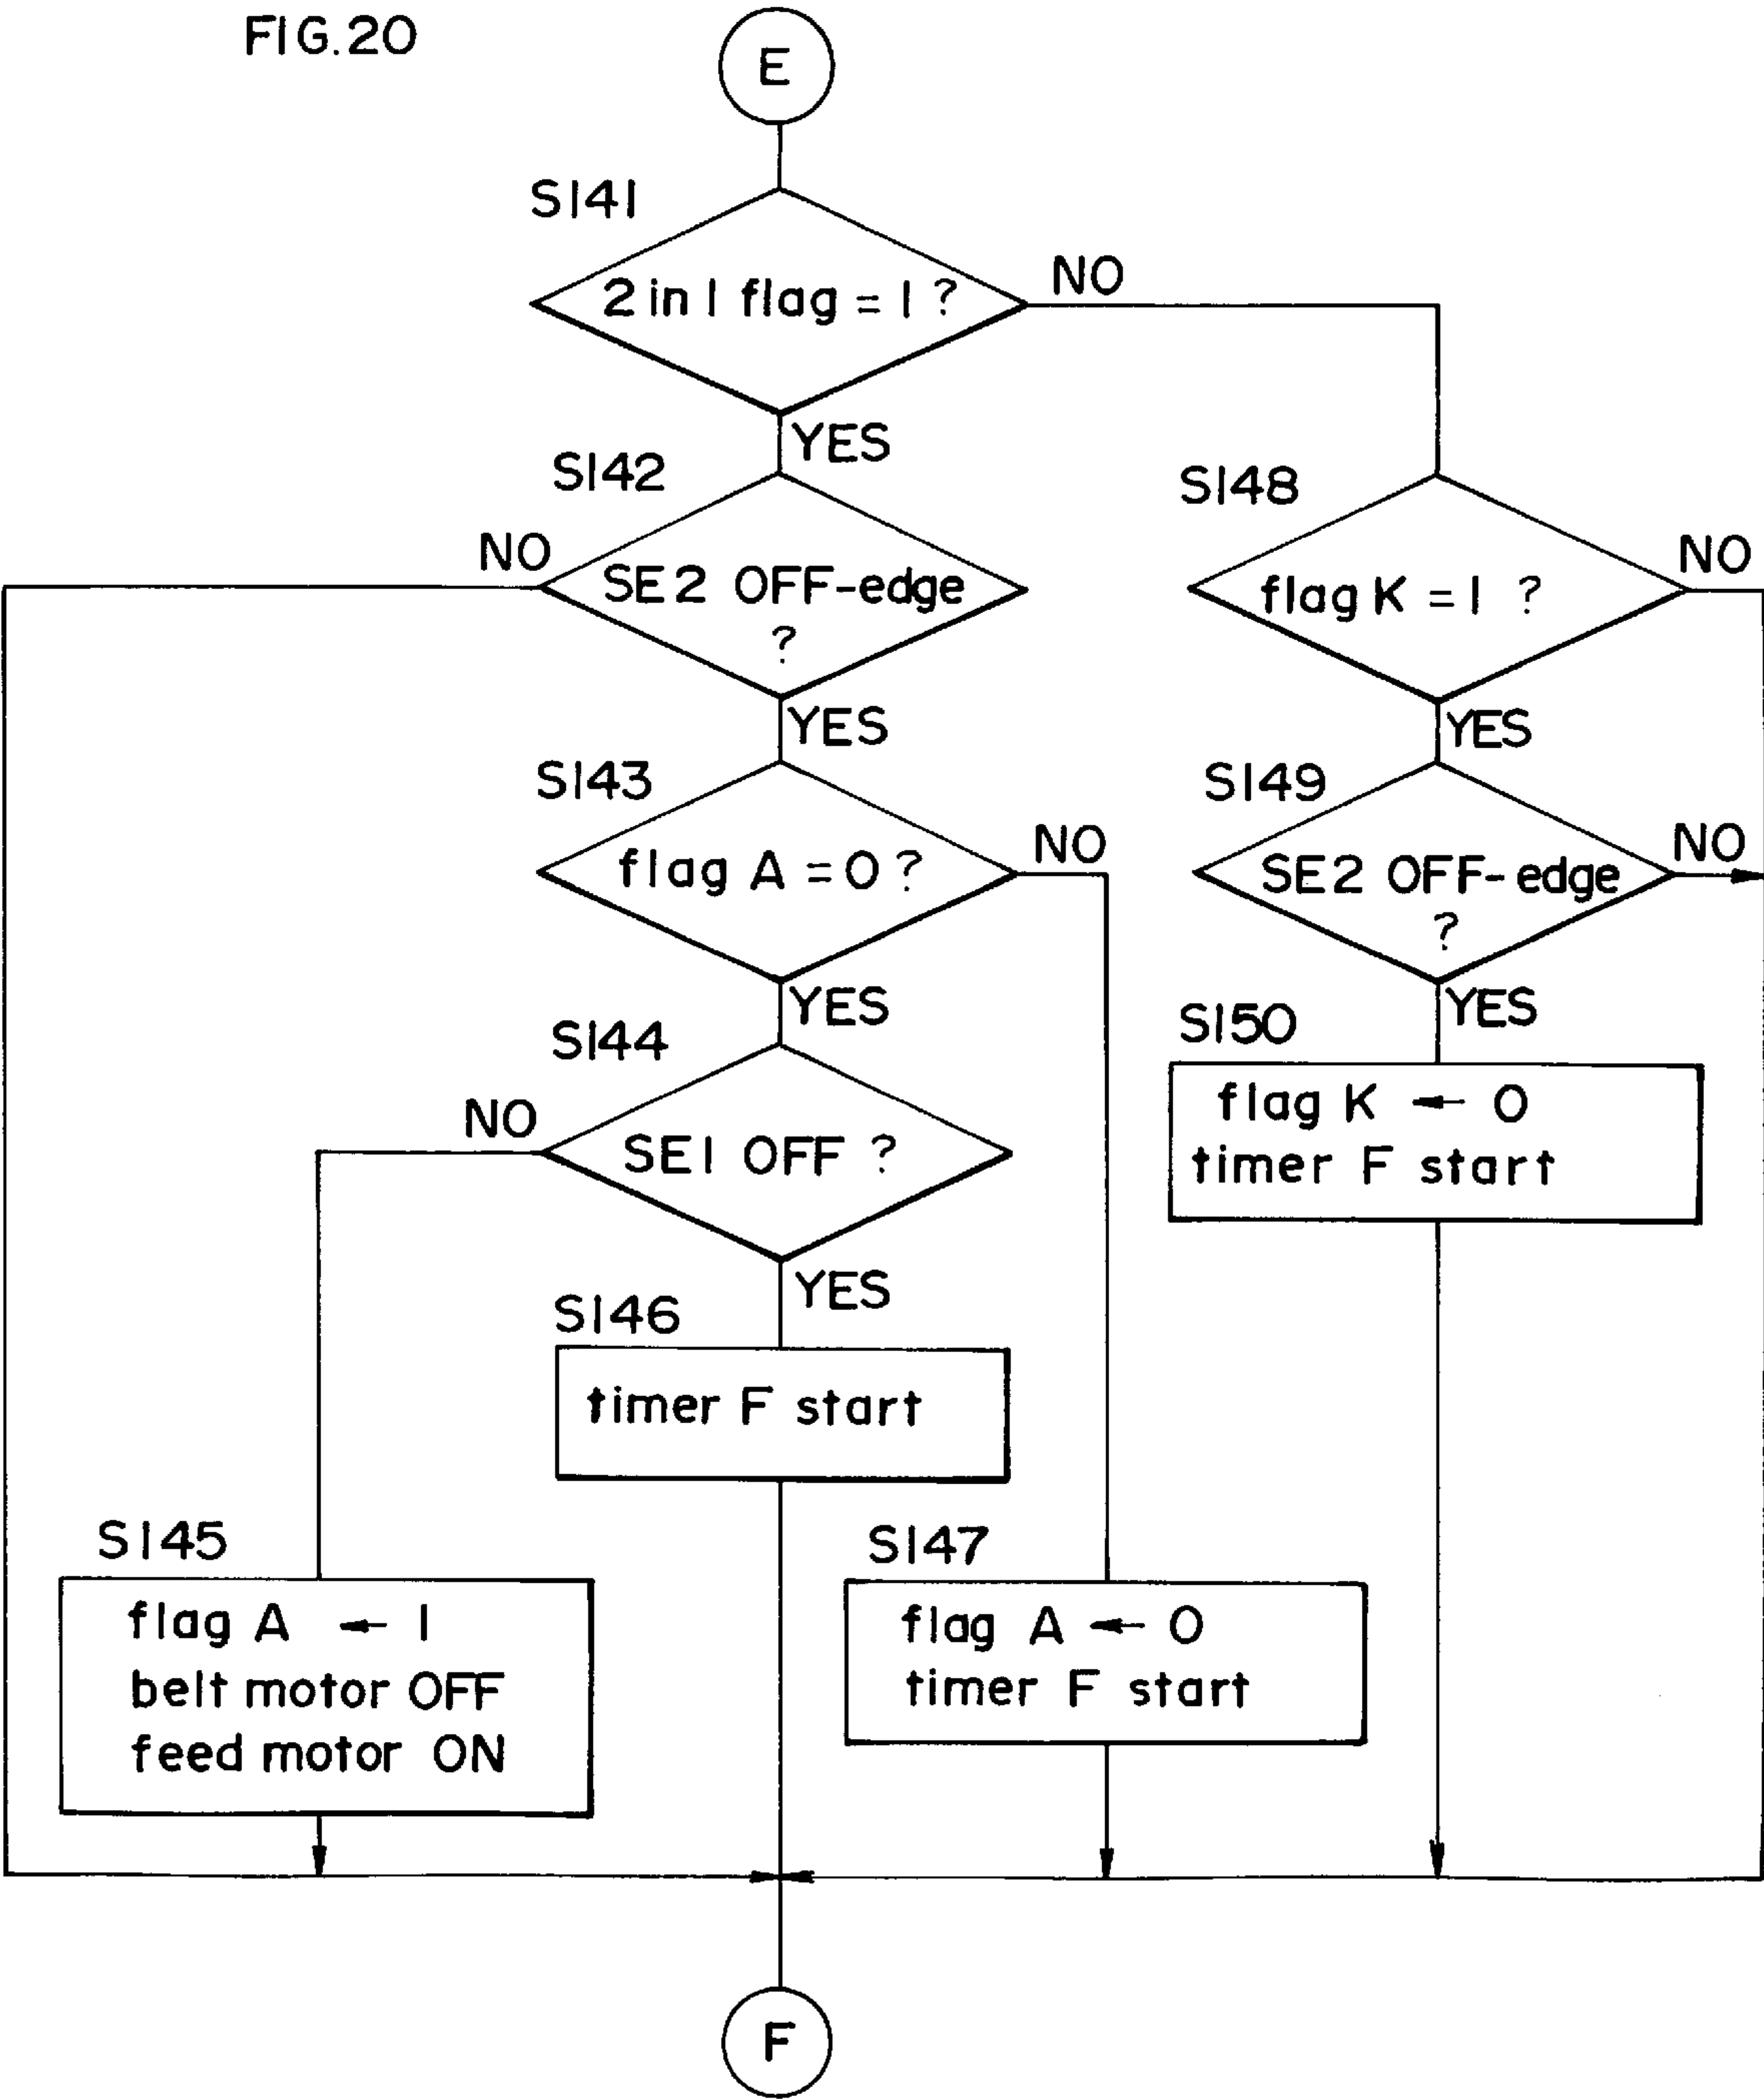 FIG.20
E
S141
2 in 1 flag = 1 ?
NO
YES
S142
NO
SE2 OFF-edge
?
YES
S143
flag A = 0 ?
NO
YES
S144
NO
SE1 OFF ?
YES
S146
timer F start
S145
flag A ← 1
belt motor OFF
feed motor ON
S147
flag A ← 0
timer F start
S148
NO
flag K = 1 ?
YES
S149
NO
SE2 OFF-edge
?
YES
S150
flag K ← 0
timer F start
F